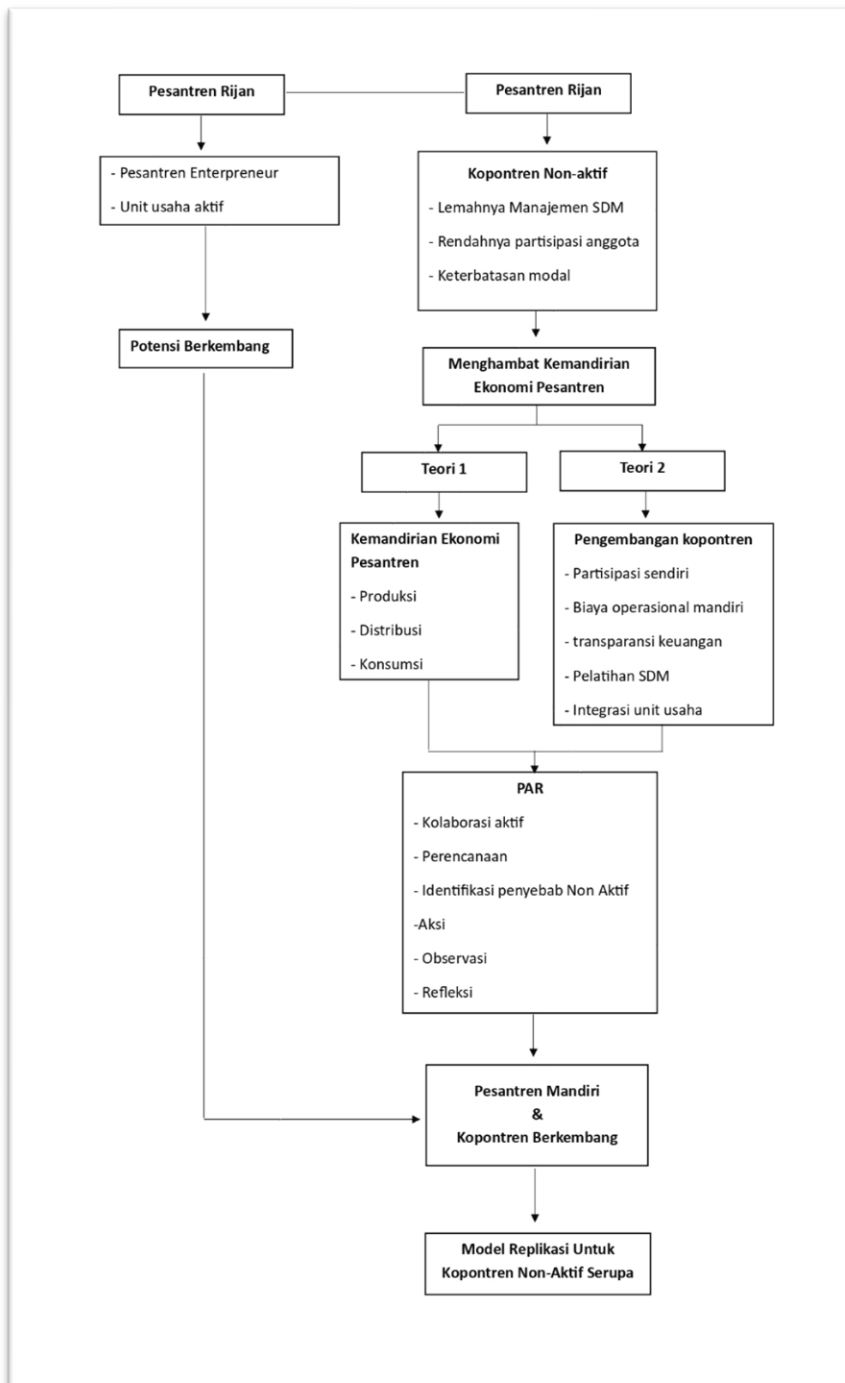 Pesantren Rijan
Pesantren Rijan
- Pesantren Enterpreneur
- Unit usaha aktif
Kopontren Non-aktif
- Lemahnya Manajemen SDM
- Rendahnya partisipasi anggota
- Keterbatasan modal
Potensi Berkembang
Menghambat Kemandirian
Ekonomi Pesantren
Teori 1
Teori 2
Kemandirian Ekonomi
Pesantren
- Produksi
- Distribusi
- Konsumsi
Pengembangan kopontren
- Partisipasi sendiri
- Biaya operasional mandiri
- transparansi keuangan
- Pelatihan SDM
- Integrasi unit usaha
PAR
- Kolaborasi aktif
- Perencanaan
- Identifikasi penyebab Non Aktif
-Aksi
- Observasi
- Refleksi
Pesantren Mandiri
&
Kopontren Berkembang
Model Replikasi Untuk
Kopontren Non-Aktif Serupa